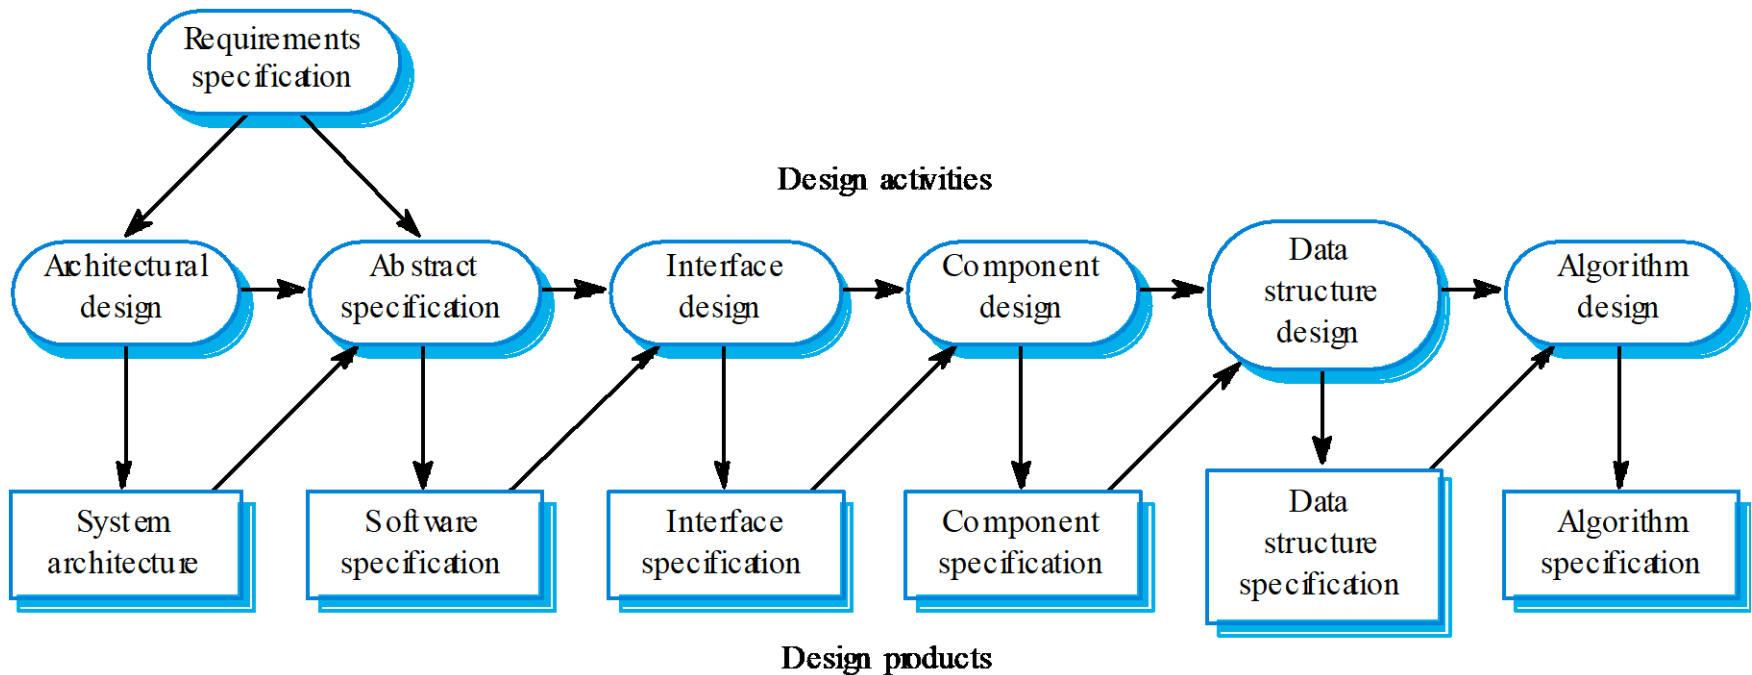 Requirements
specification
Design activities
Architectural
design
Abstract
specification
Interface
design
Component
design
Data
structure
design
Algorithm
design
System
architecture
Software
specification
Interface
specification
Component
specification
Data
structure
specification
Algorithm
specification
Design products